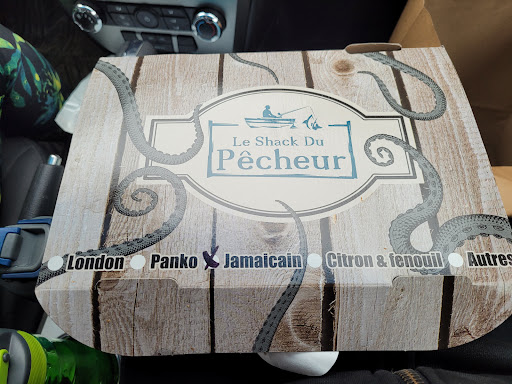 Le Shack Du
Pêcheur
London Panko Jamaicain Citron & fenouil Autres